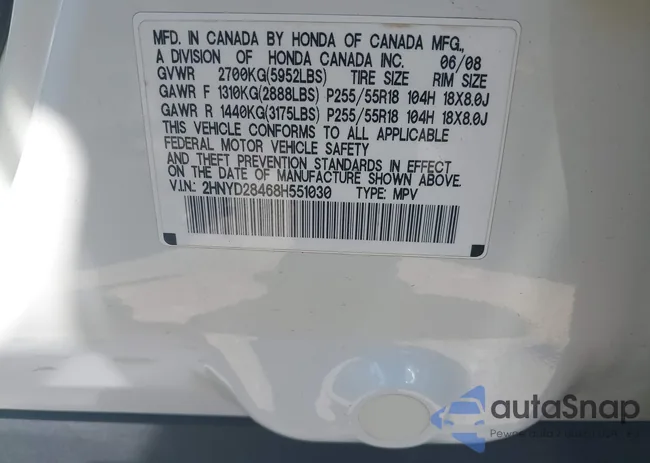 MFD. IN CANADA BY HONDA OF CANADA MFG.,
A DIVISION OF HONDA CANADA INC. 06/08
GVWR 2700KG(5952LBS) TIRE SIZE RIM SIZE
GAWR F 1310KG(2888LBS) P255/55R18 104H 18X8.0J
GAWR R 1440KG(3175LBS) P255/55R18 104H 18X8.0J
THIS VEHICLE CONFORMS TO ALL APPLICABLE
FEDERAL MOTOR VEHICLE SAFETY
AND THEFT PREVENTION STANDARDS IN EFFECT
ON THE DATE OF MANUFACTURE SHOWN ABOVE.
V.I.N.: 2HNYD28468H551030 TYPE: MPV
autaSnap